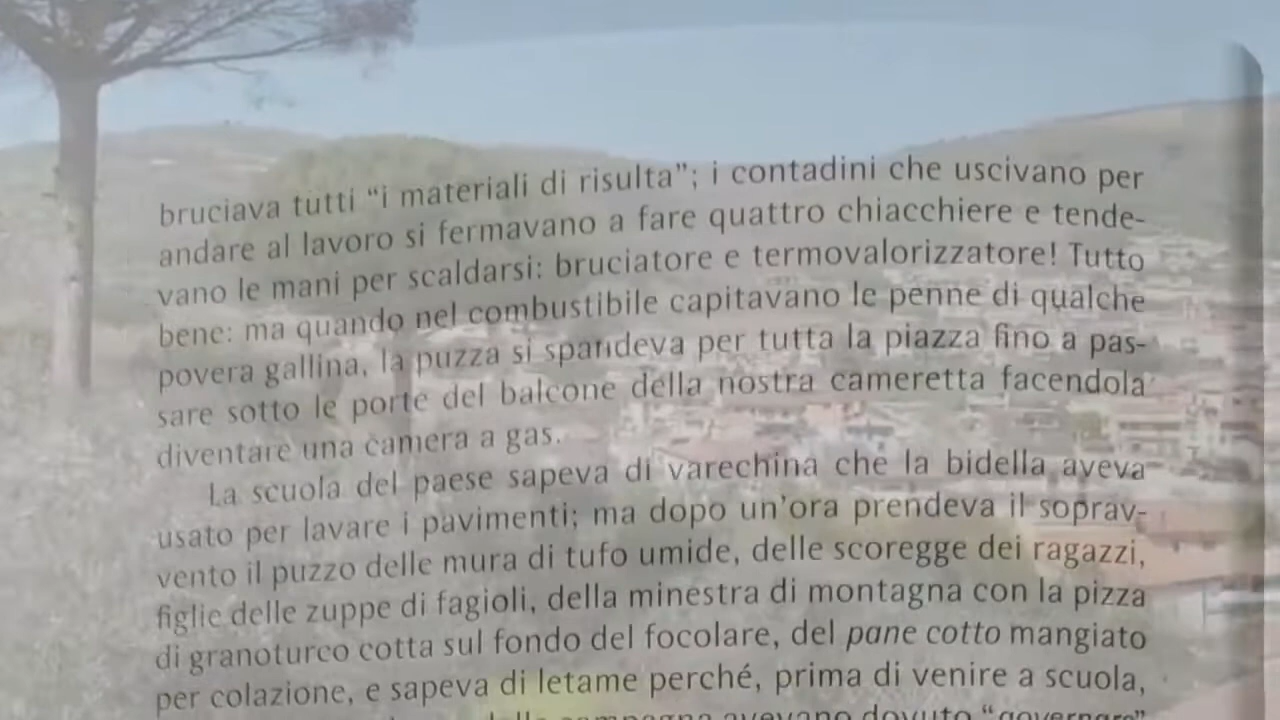 bruciava tutti “i materiali di risulta”; i contadini che uscivano per
andare al lavoro si fermavano a fare quattro chiacchiere e tende-
vano le mani per scaldarsi: bruciatore e termovalorizzatore! Tutto
bene: ma quando nel combustibile capitavano le penne di qualche
povera gallina, la puzza si spandeva per tutta la piazza fino a pas-
sare sotto le porte del balcone della nostra cameretta facendola
diventare una camera a gas.
La scuola del paese sapeva di varechina che la bidella aveva
usato per lavare i pavimenti; ma dopo un’ora prendeva il soprav-
vento il puzzo delle mura di tufo umide, delle scoregge dei ragazzi,
figlie delle zuppe di fagioli, della minestra di montagna con la pizza
di granoturco cotta sul fondo del focolare, del pane cotto mangiato
per colazione, e sapeva di letame perché, prima di venire a scuola,
della campagna avevano dovuto “governare”